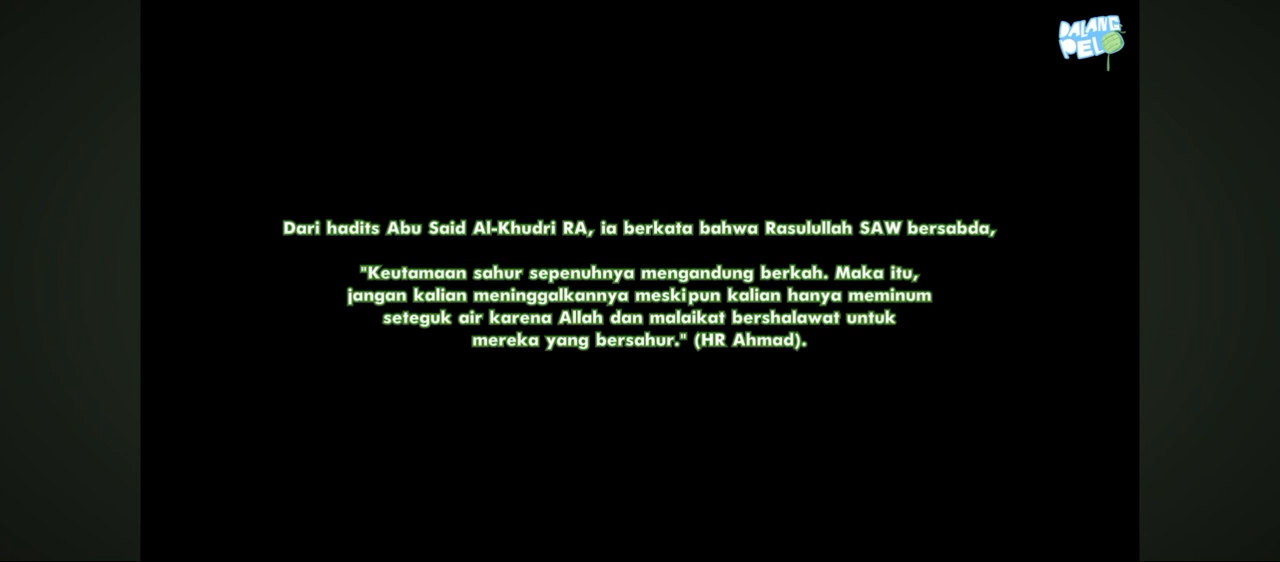 DALANG
PELO
Dari hadits Abu Said Al-Khudri RA, ia berkata bahwa Rasulullah SAW bersabda,
"Keutamaan sahur sepenuhnya mengandung berkah. Maka itu,
jangan kalian meninggalkannya meskipun kalian hanya meminum
seteguk air karena Allah dan malaikat bershalawat untuk
mereka yang bersahur." (HR Ahmad).